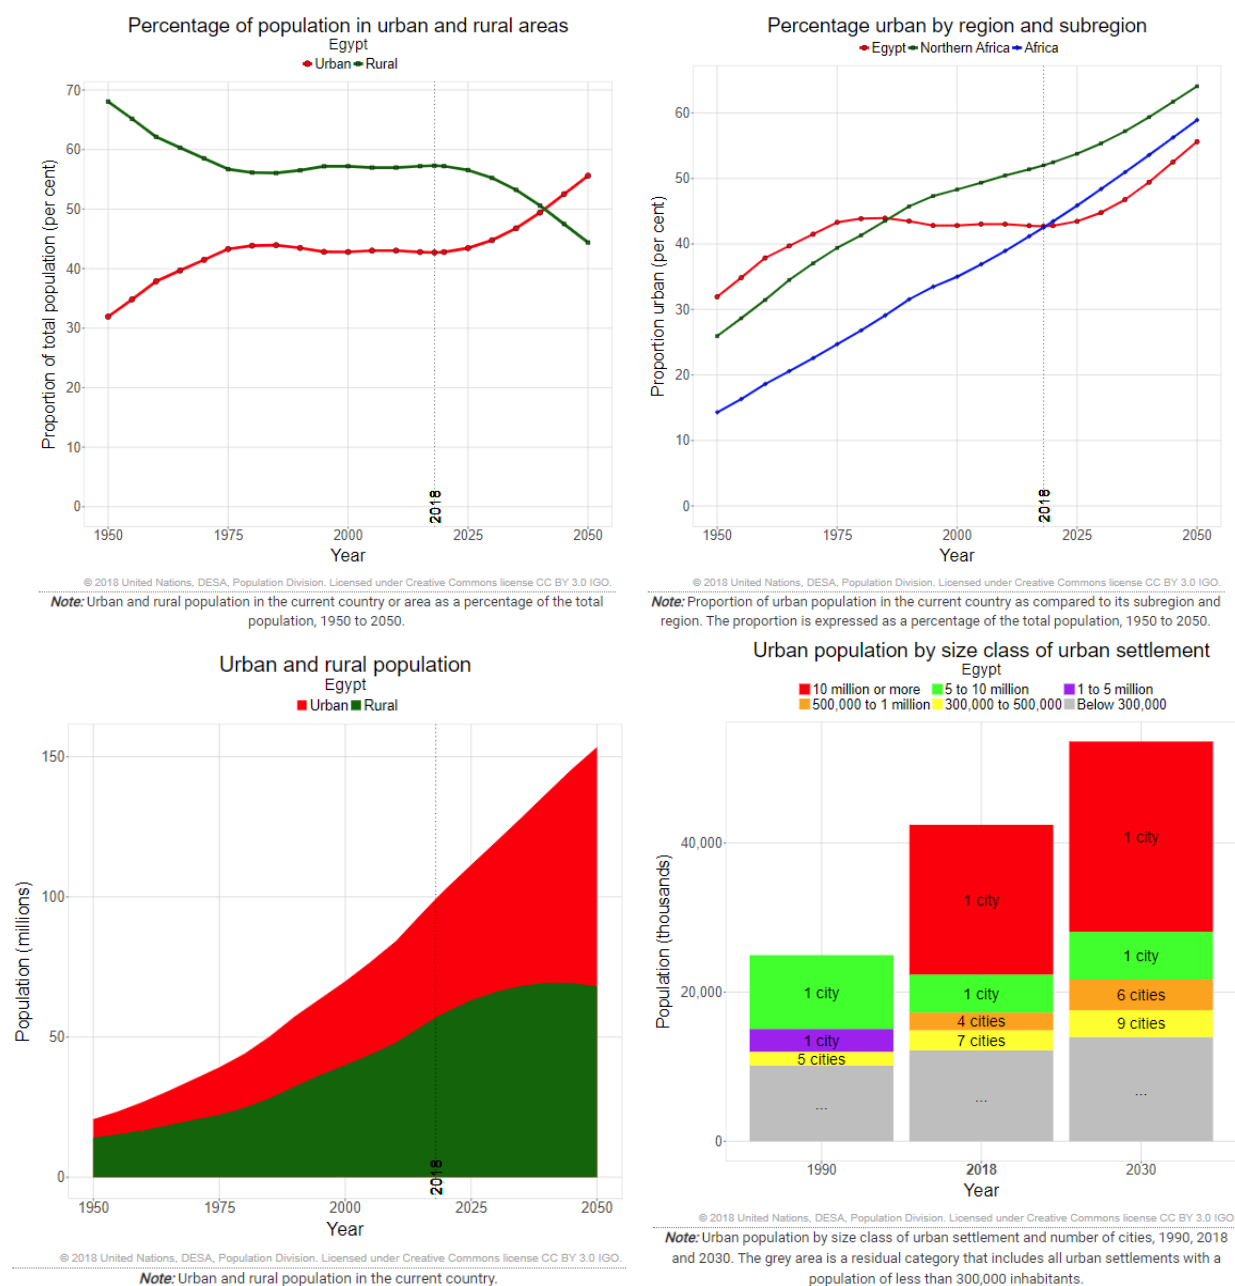 Percentage of population in urban and rural areas
Egypt
Urban Rural
70
60
50
40
30
20
10
0
Proportion of total population (per cent)
2018
1950 1975 2000 2025 2050
Year
© 2018 United Nations, DESA, Population Division. Licensed under Creative Commons license CC BY 3.0 IGO.
Note: Urban and rural population in the current country or area as a percentage of the total
population, 1950 to 2050.
Percentage urban by region and subregion
Egypt Northern Africa Africa
60
50
40
30
20
10
0
Proportion urban (per cent)
2018
1950 1975 2000 2025 2050
Year
© 2018 United Nations, DESA, Population Division. Licensed under Creative Commons license CC BY 3.0 IGO.
Note: Proportion of urban population in the current country as compared to its subregion and
region. The proportion is expressed as a percentage of the total population, 1950 to 2050.
Urban and rural population
Egypt
Urban Rural
150
100
50
0
Population (millions)
2018
1950 1975 2000 2025 2050
Year
© 2018 United Nations, DESA, Population Division. Licensed under Creative Commons license CC BY 3.0 IGO.
Note: Urban and rural population in the current country.
Urban population by size class of urban settlement
Egypt
10 million or more 5 to 10 million 1 to 5 million
500,000 to 1 million 300,000 to 500,000 Below 300,000
40,000
20,000
0
Population (thousands)
1 city
1 city
5 cities
...
1 city
1 city
4 cities
7 cities
...
1 city
1 city
6 cities
9 cities
...
1990 2018 2030
Year
© 2018 United Nations, DESA, Population Division. Licensed under Creative Commons license CC BY 3.0 IGO
Note: Urban population by size class of urban settlement and number of cities, 1990, 2018
and 2030. The grey area is a residual category that includes all urban settlements with a
population of less than 300,000 inhabitants.